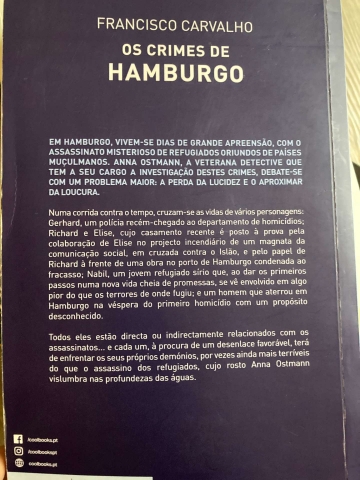 FRANCISCO CARVALHO
OS CRIMES DE
HAMBURGO
EM HAMBURGO, VIVEM-SE DIAS DE GRANDE APREENSÃO, COM O
ASSASSINATO MISTERIOSO DE REFUGIADOS ORIUNDOS DE PAÍSES
MUÇULMANOS. ANNA OSTMANN, A VETERANA DETECTIVE QUE
TEM A SEU CARGO A INVESTIGAÇÃO DESTES CRIMES, DEBATE-SE
COM UM PROBLEMA MAIOR: A PERDA DA LUCIDEZ E O APROXIMAR
DA LOUCURA.
Numa corrida contra o tempo, cruzam-se as vidas de vários personagens:
Gerhard, um polícia recém-chegado ao departamento de homicídios;
Richard e Elise, cujo casamento recente é posto à prova pela
colaboração de Elise no projecto incendiário de um magnata da
comunicação social, em cruzada contra o Islão, e pelo papel de
Richard à frente de uma obra no porto de Hamburgo condenada ao
fracasso; Nabil, um jovem refugiado sírio que, ao dar os primeiros
passos numa nova vida cheia de promessas, se vê envolvido em algo
pior do que os terrores de onde fugiu; e um homem que aterrou em
Hamburgo na véspera do primeiro homicídio com um propósito
desconhecido.
Todos eles estão directa ou indirectamente relacionados com os
assassinatos... e cada um, à procura de um desenlace favorável, terá
de enfrentar os seus próprios demónios, por vezes ainda mais terríveis
do que o assassino dos refugiados, cujo rosto Anna Ostmann
vislumbra nas profundezas das águas.
/coolbooks.pt
/coolbookspt
coolbooks.pt